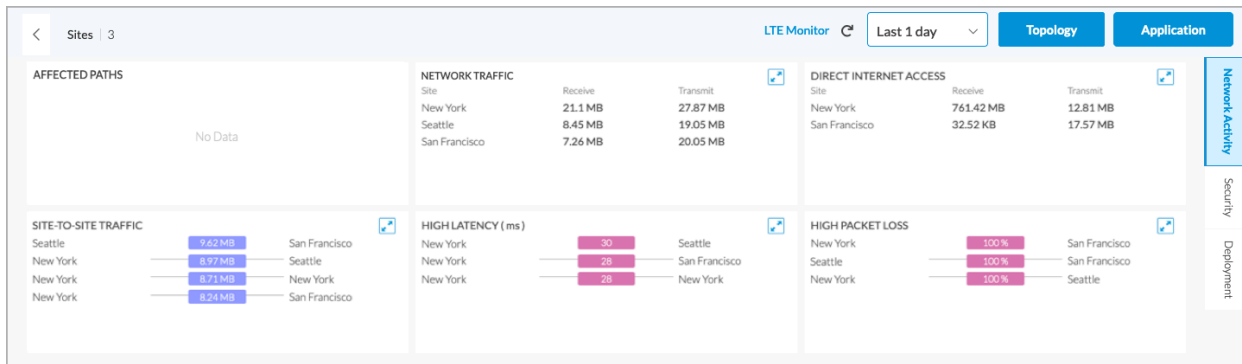 Sites | 3
LTE Monitor
Last 1 day
Topology
Application
AFFECTED PATHS
No Data
NETWORK TRAFFIC
Site Receive Transmit
New York 21.1 MB 27.87 MB
Seattle 8.45 MB 19.05 MB
San Francisco 7.26 MB 20.05 MB
DIRECT INTERNET ACCESS
Site Receive Transmit
New York 761.42 MB 12.81 MB
San Francisco 32.52 KB 17.57 MB
SITE-TO-SITE TRAFFIC
Seattle 9.62 MB San Francisco
New York 8.97 MB Seattle
New York 8.71 MB New York
New York 8.24 MB San Francisco
HIGH LATENCY ( ms )
New York 30 Seattle
New York 28 San Francisco
New York 28 New York
HIGH PACKET LOSS
New York 100 % San Francisco
Seattle 100 % San Francisco
New York 100 % Seattle
Network Activity
Security
Deployment